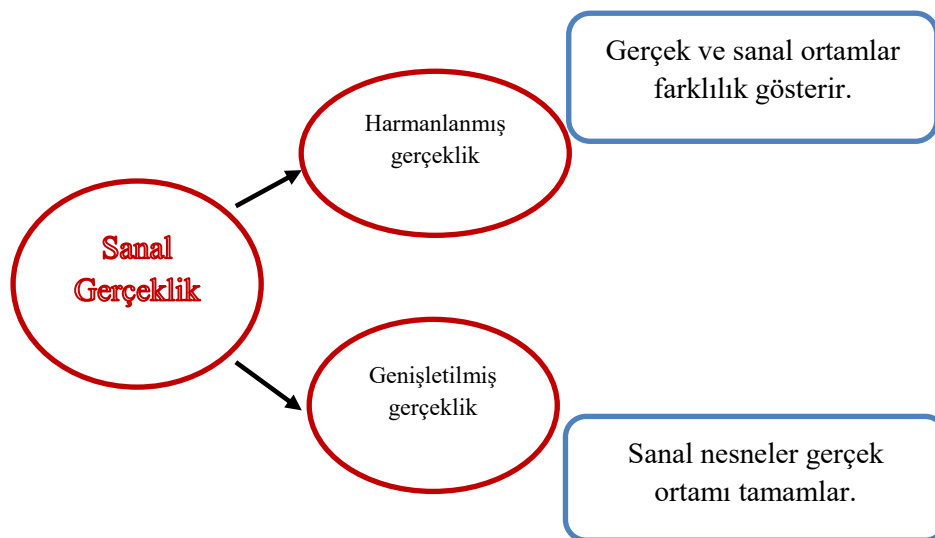 Gerçek ve sanal ortamlar
farklılık gösterir.
Harmanlanmış
gerçeklik
Sanal
Gerçeklik
Genişletilmiş
gerçeklik
Sanal nesneler gerçek
ortamı tamamlar.